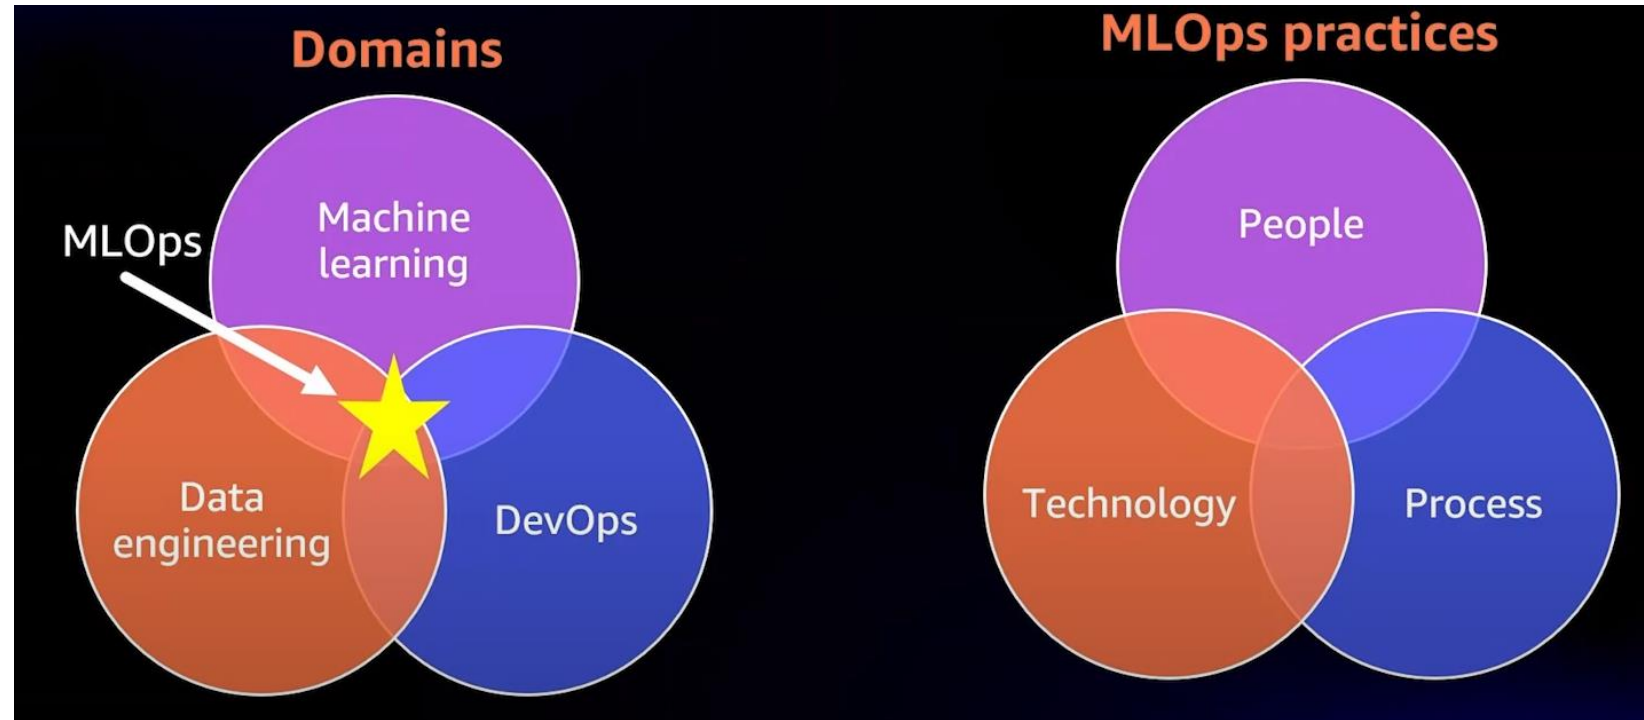 Domains
MLOps
Machine
learning
Data
engineering
DevOps
MLOps practices
People
Technology
Process